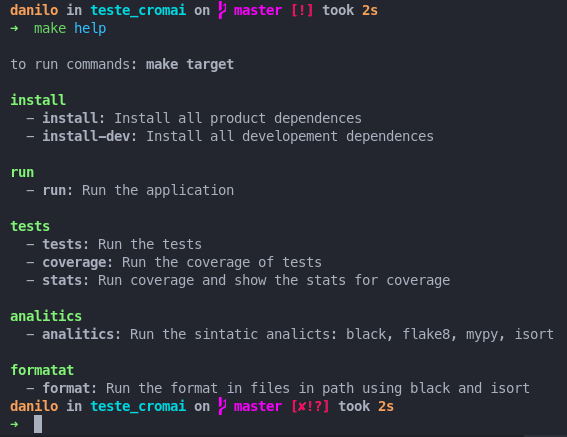 danilo in teste_cromai on master [!] took 2s
➜ make help
to run commands: make target
install
- install: Install all product dependences
- install-dev: Install all developement dependences
run
- run: Run the application
tests
- tests: Run the tests
- coverage: Run the coverage of tests
- stats: Run coverage and show the stats for coverage
analitics
- analitics: Run the sintatic analicts: black, flake8, mypy, isort
formatat
- format: Run the format in files in path using black and isort
danilo in teste_cromai on master [✘!?] took 2s
➜